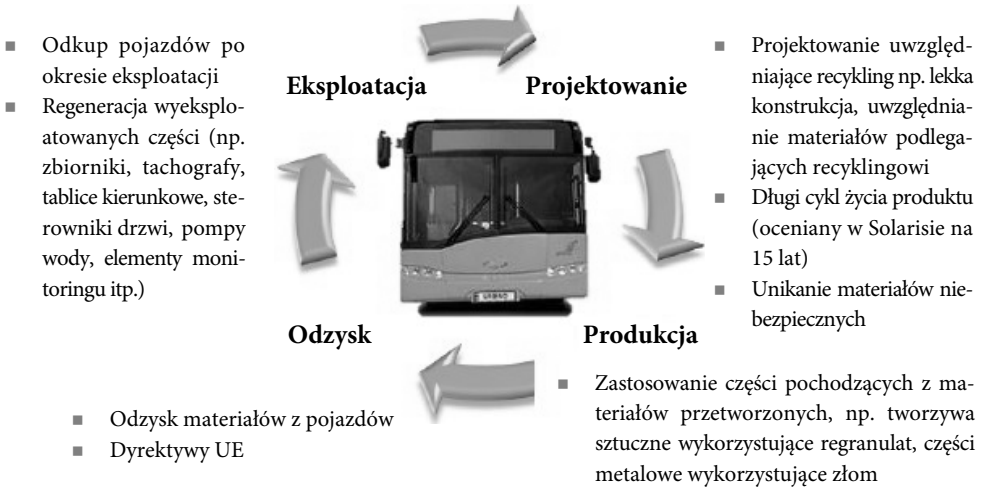 Eksploatacja
■ Odkup pojazdów po
okresie eksploatacji
■ Regeneracja wyeksplo-
atowanych części (np.
zbiorniki, tachografy,
tablice kierunkowe, ste-
rowniki drzwi, pompy
wody, elementy moni-
toringu itp.)
Projektowanie
■ Projektowanie uwzględ-
niające recykling np. lekka
konstrukcja, uwzględnia-
nie materiałów podlega-
jących recyklingowi
■ Długi cykl życia produktu
(oceniany w Solarisie na
15 lat)
■ Unikanie materiałów nie-
bezpiecznych
Odzysk
■ Odzysk materiałów z pojazdów
■ Dyrektywy UE
Produkcja
■ Zastosowanie części pochodzących z ma-
teriałów przetworzonych, np. tworzywa
sztuczne wykorzystujące regranulat, części
metalowe wykorzystujące złom
URBINO